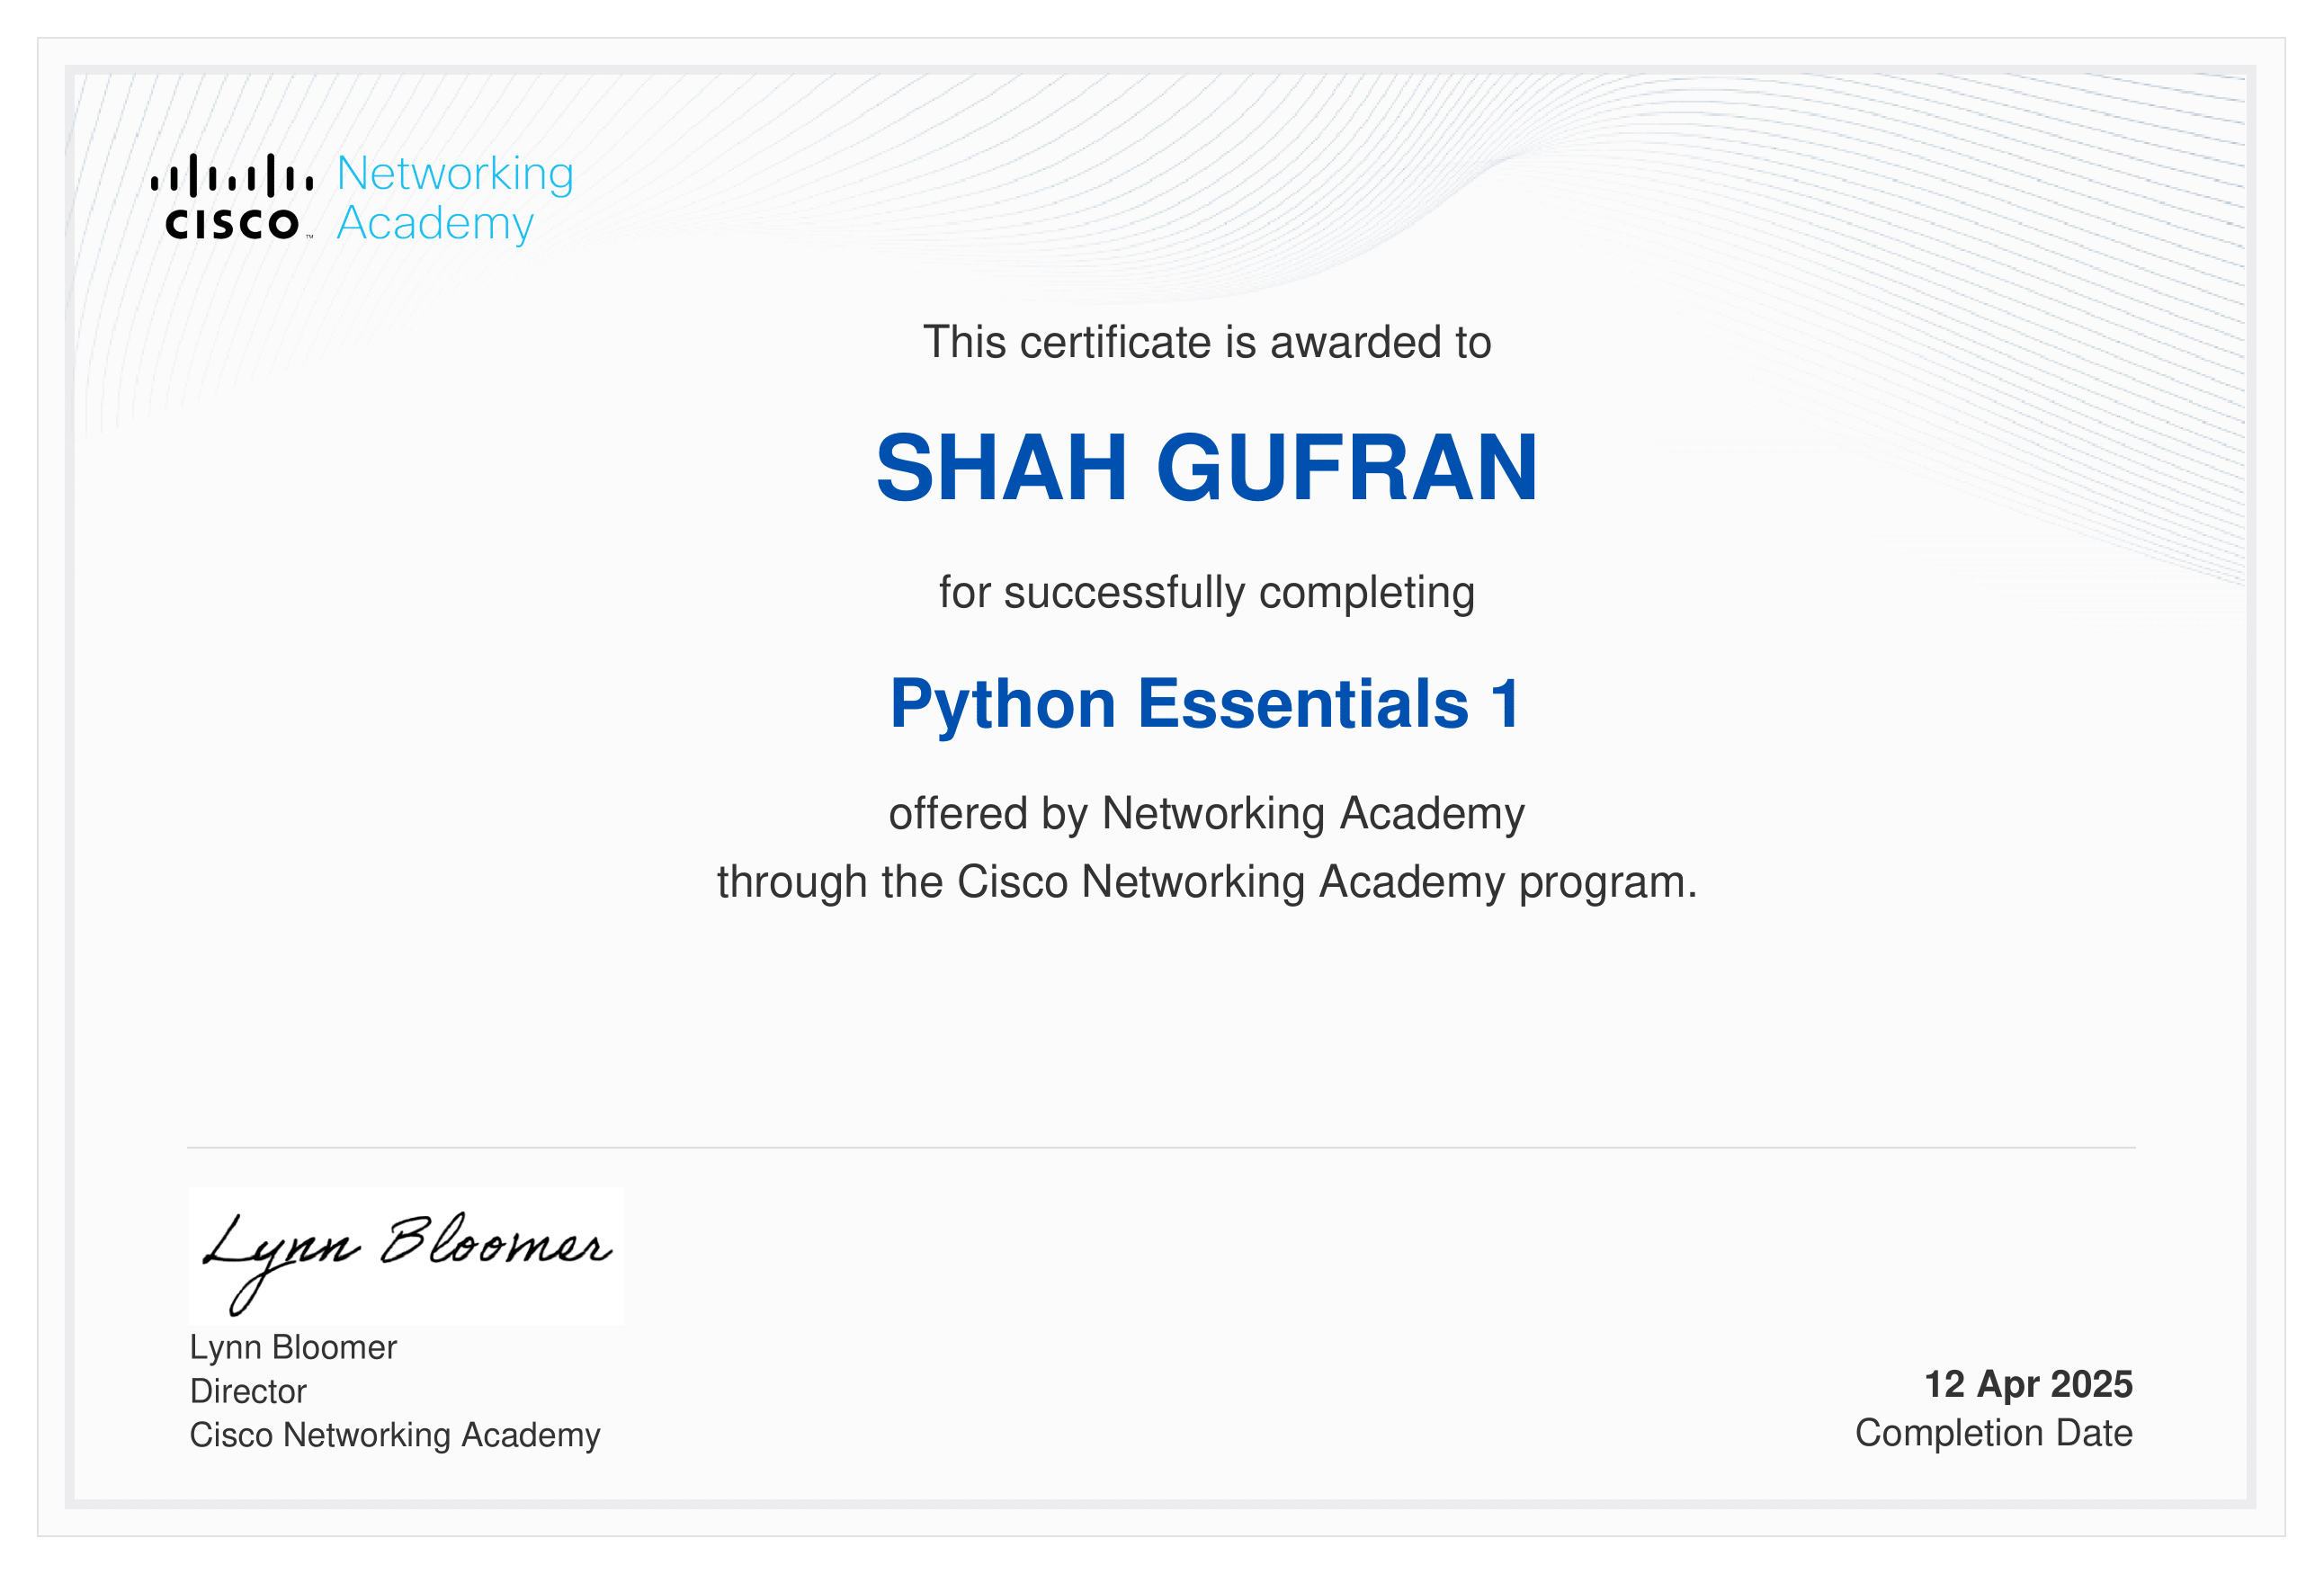 Networking
Academy
CISCO™
This certificate is awarded to
SHAH GUFRAN
for successfully completing
Python Essentials 1
offered by Networking Academy
through the Cisco Networking Academy program.
Lynn Bloomer
Lynn Bloomer
Director
Cisco Networking Academy
12 Apr 2025
Completion Date